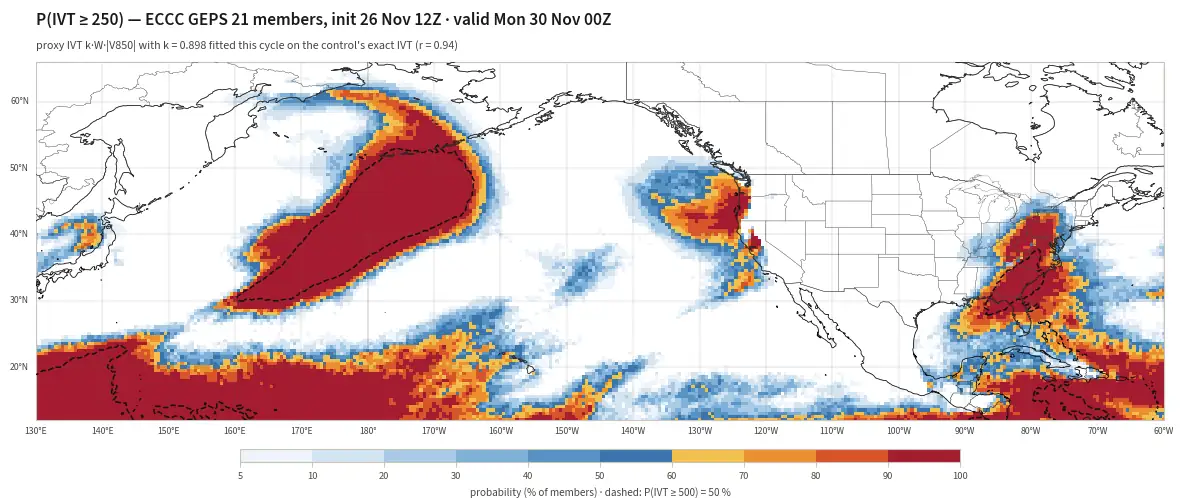 P(IVT ≥ 250) — ECCC GEPS 21 members, init 26 Nov 12Z · valid Mon 30 Nov 00Z
proxy IVT k·W·|V850| with k = 0.898 fitted this cycle on the control's exact IVT (r = 0.94)
60°N
50°N
40°N
30°N
20°N
130°E 140°E 150°E 160°E 170°E 180° 170°W 160°W 150°W 140°W 130°W 120°W 110°W 100°W 90°W 80°W 70°W 60°W
5 10 20 30 40 50 60 70 80 90 100
probability (% of members) · dashed: P(IVT ≥ 500) = 50 %